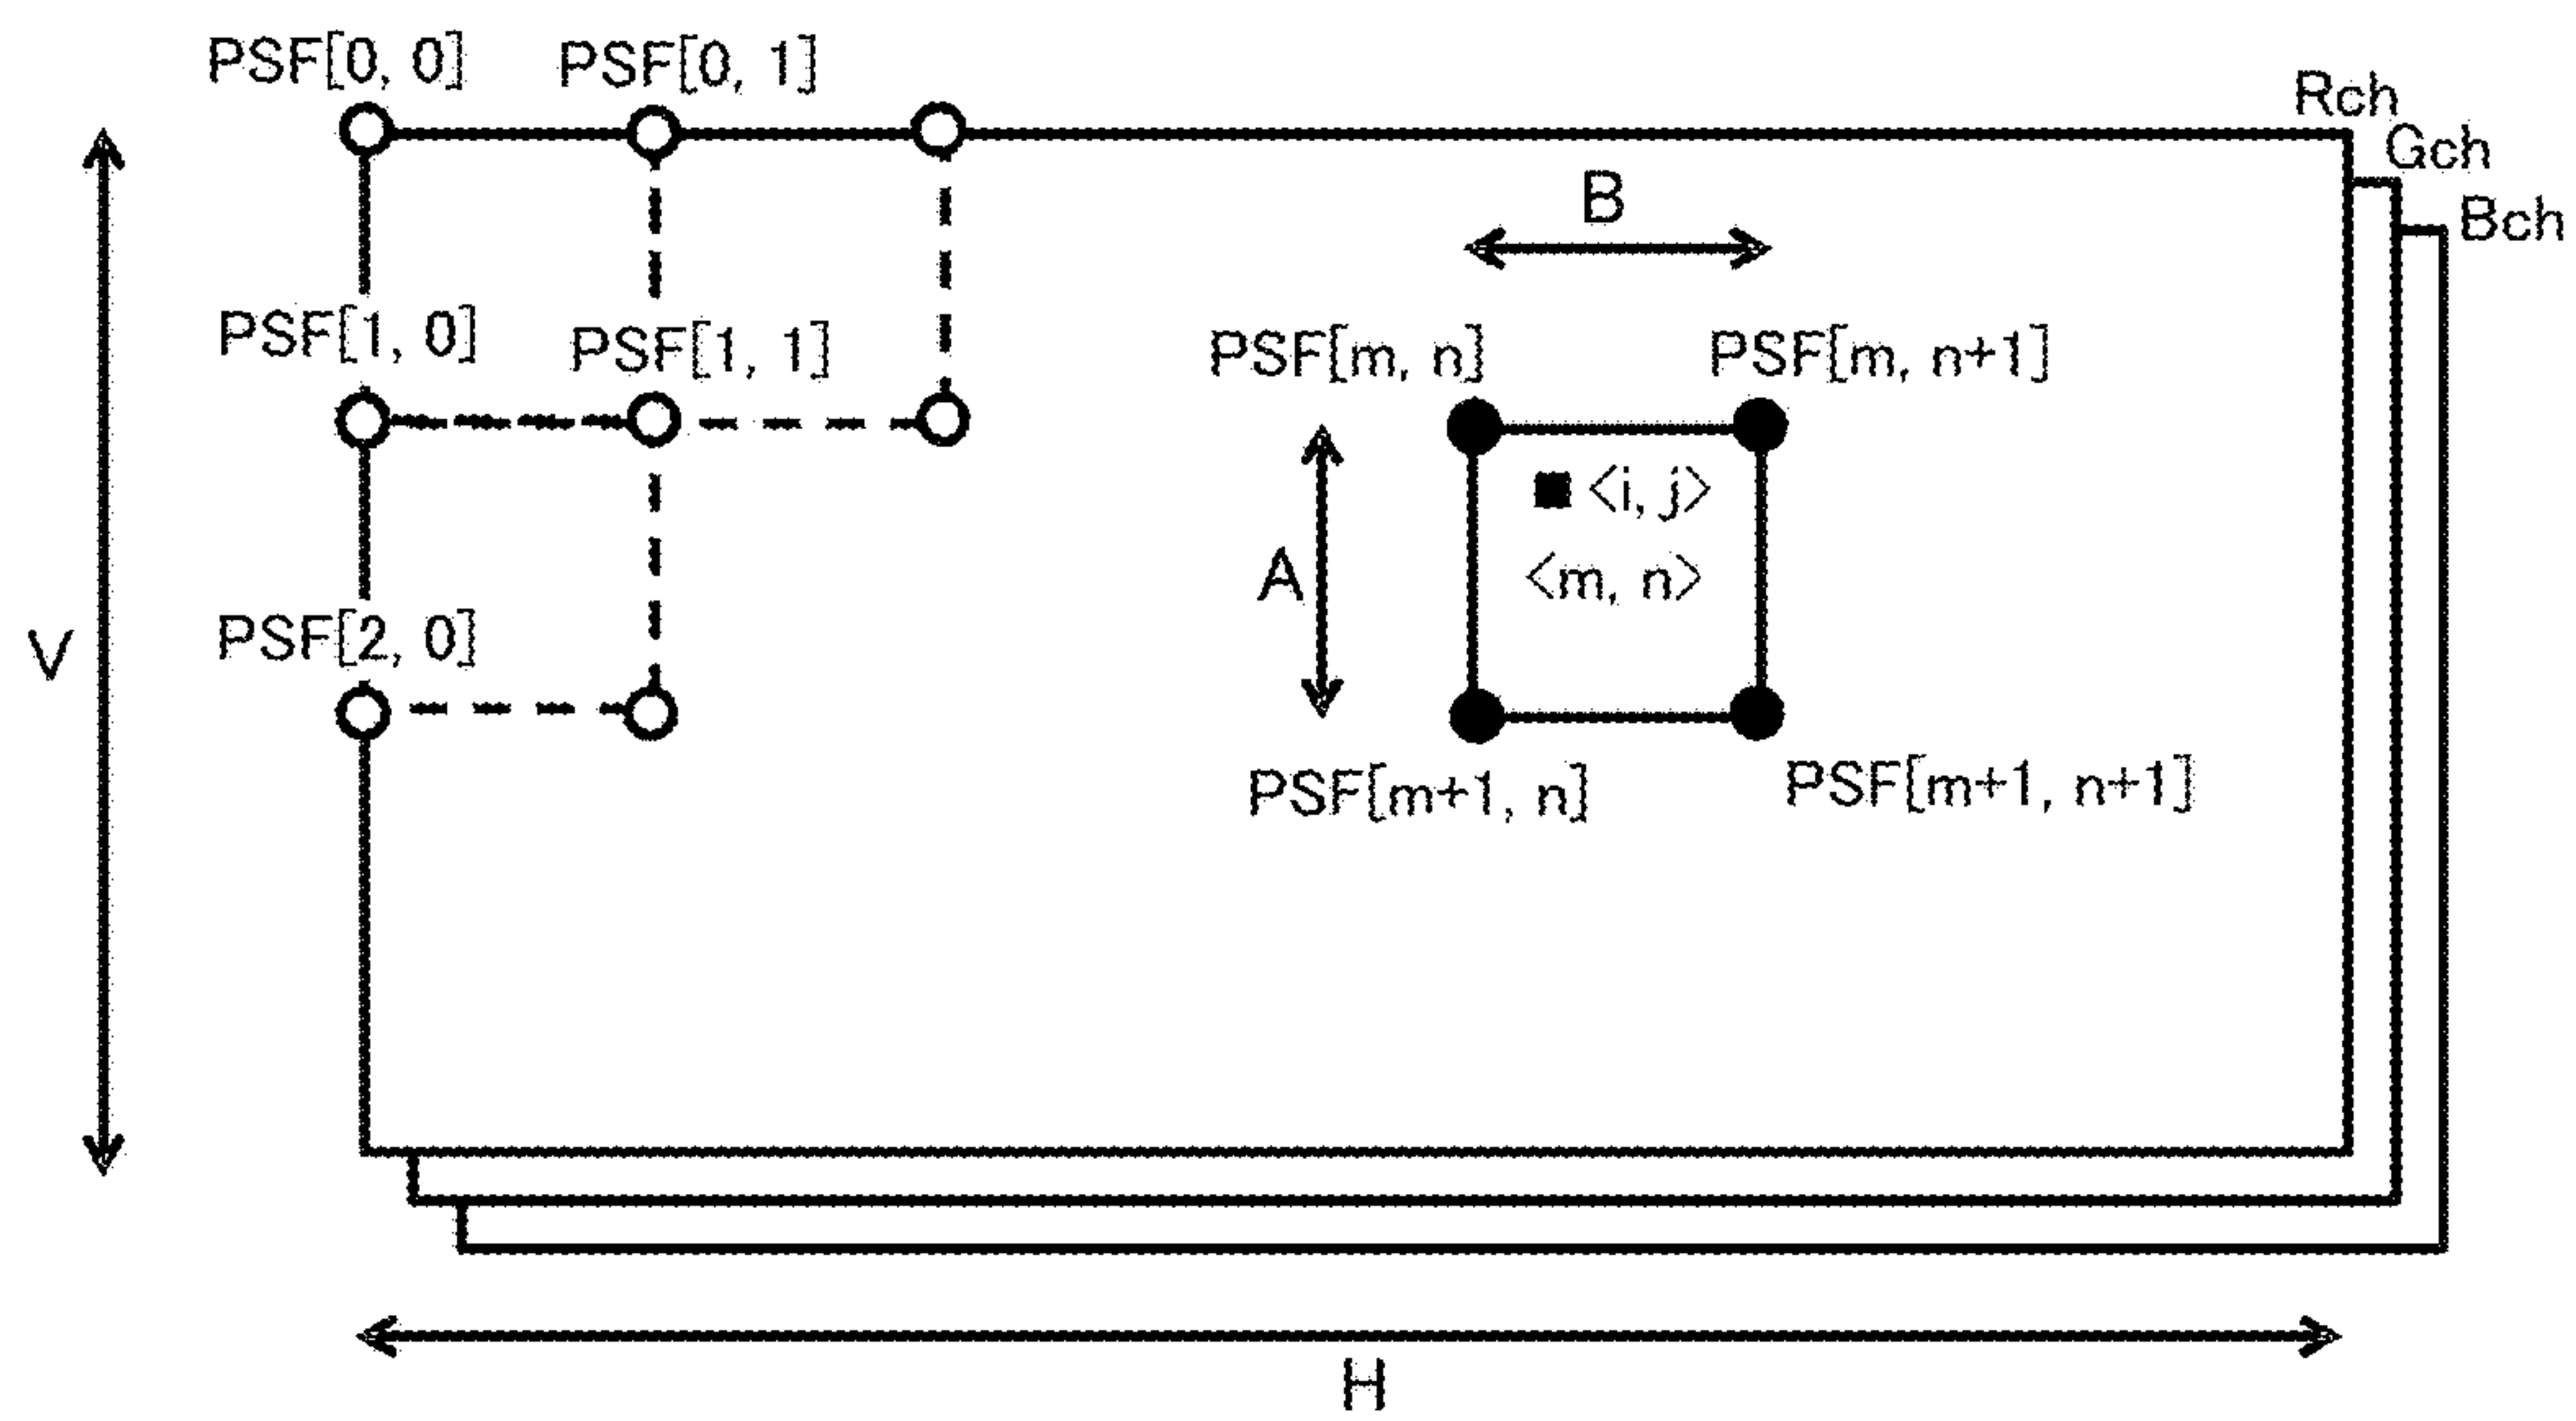 PSF[0, 0]
PSF[0, 1]
Rch
Gch
Bch
B
PSF[1, 0]
PSF[1, 1]
PSF[m, n]
PSF[m, n+1]
<i, j>
A
<m, n>
V
PSF[2, 0]
PSF[m+1, n]
PSF[m+1, n+1]
H